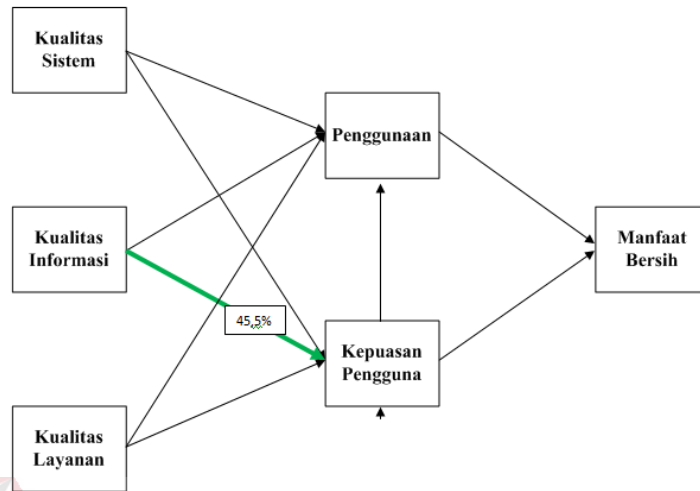 Kualitas
Sistem
Penggunaan
Kualitas
Informasi
Manfaat
Bersih
45,5%
Kepuasan
Pengguna
Kualitas
Layanan